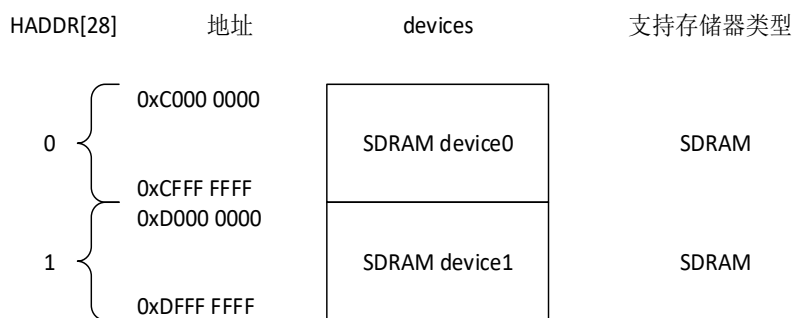 HADDR[28] 地址 devices 支持存储器类型
0xC000 0000
0 SDRAM device0 SDRAM
0xCFFF FFFF
0xD000 0000
1 SDRAM device1 SDRAM
0xDFFF FFFF